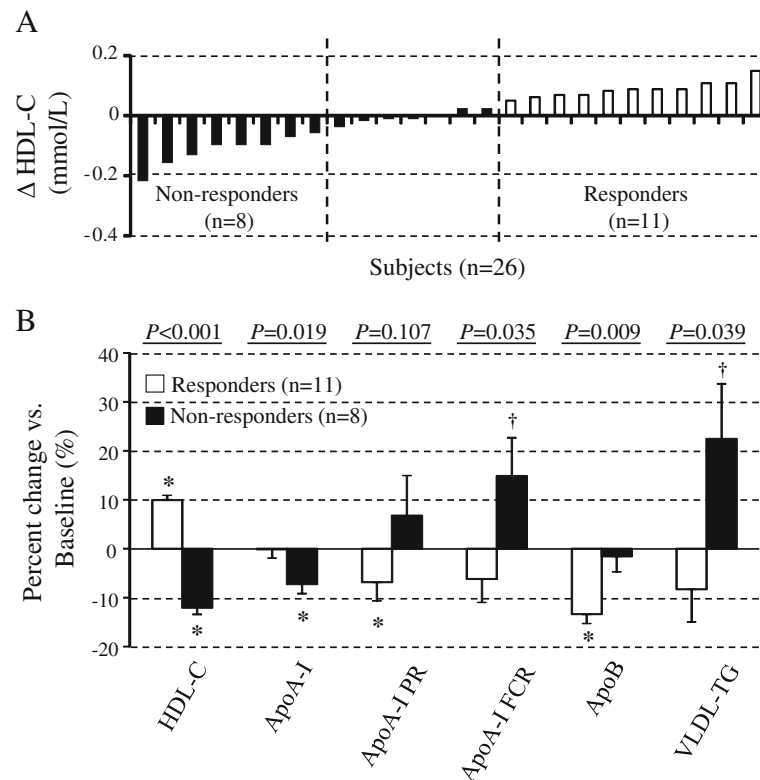 A
Δ HDL-C
(mmol/L)
0.2
0
-0.2
-0.4
Non-responders
(n=8)
Responders
(n=11)
Subjects (n=26)
B
P<0.001 P=0.019 P=0.107 P=0.035 P=0.009 P=0.039
Percent change vs.
Baseline (%)
40
30
20
10
0
-10
-20
Responders (n=11)
Non-responders (n=8)
*
*
*
*
†
*
†
HDL-C
ApoA-I
ApoA-I PR
ApoA-I FCR
ApoB
VLDL-TG